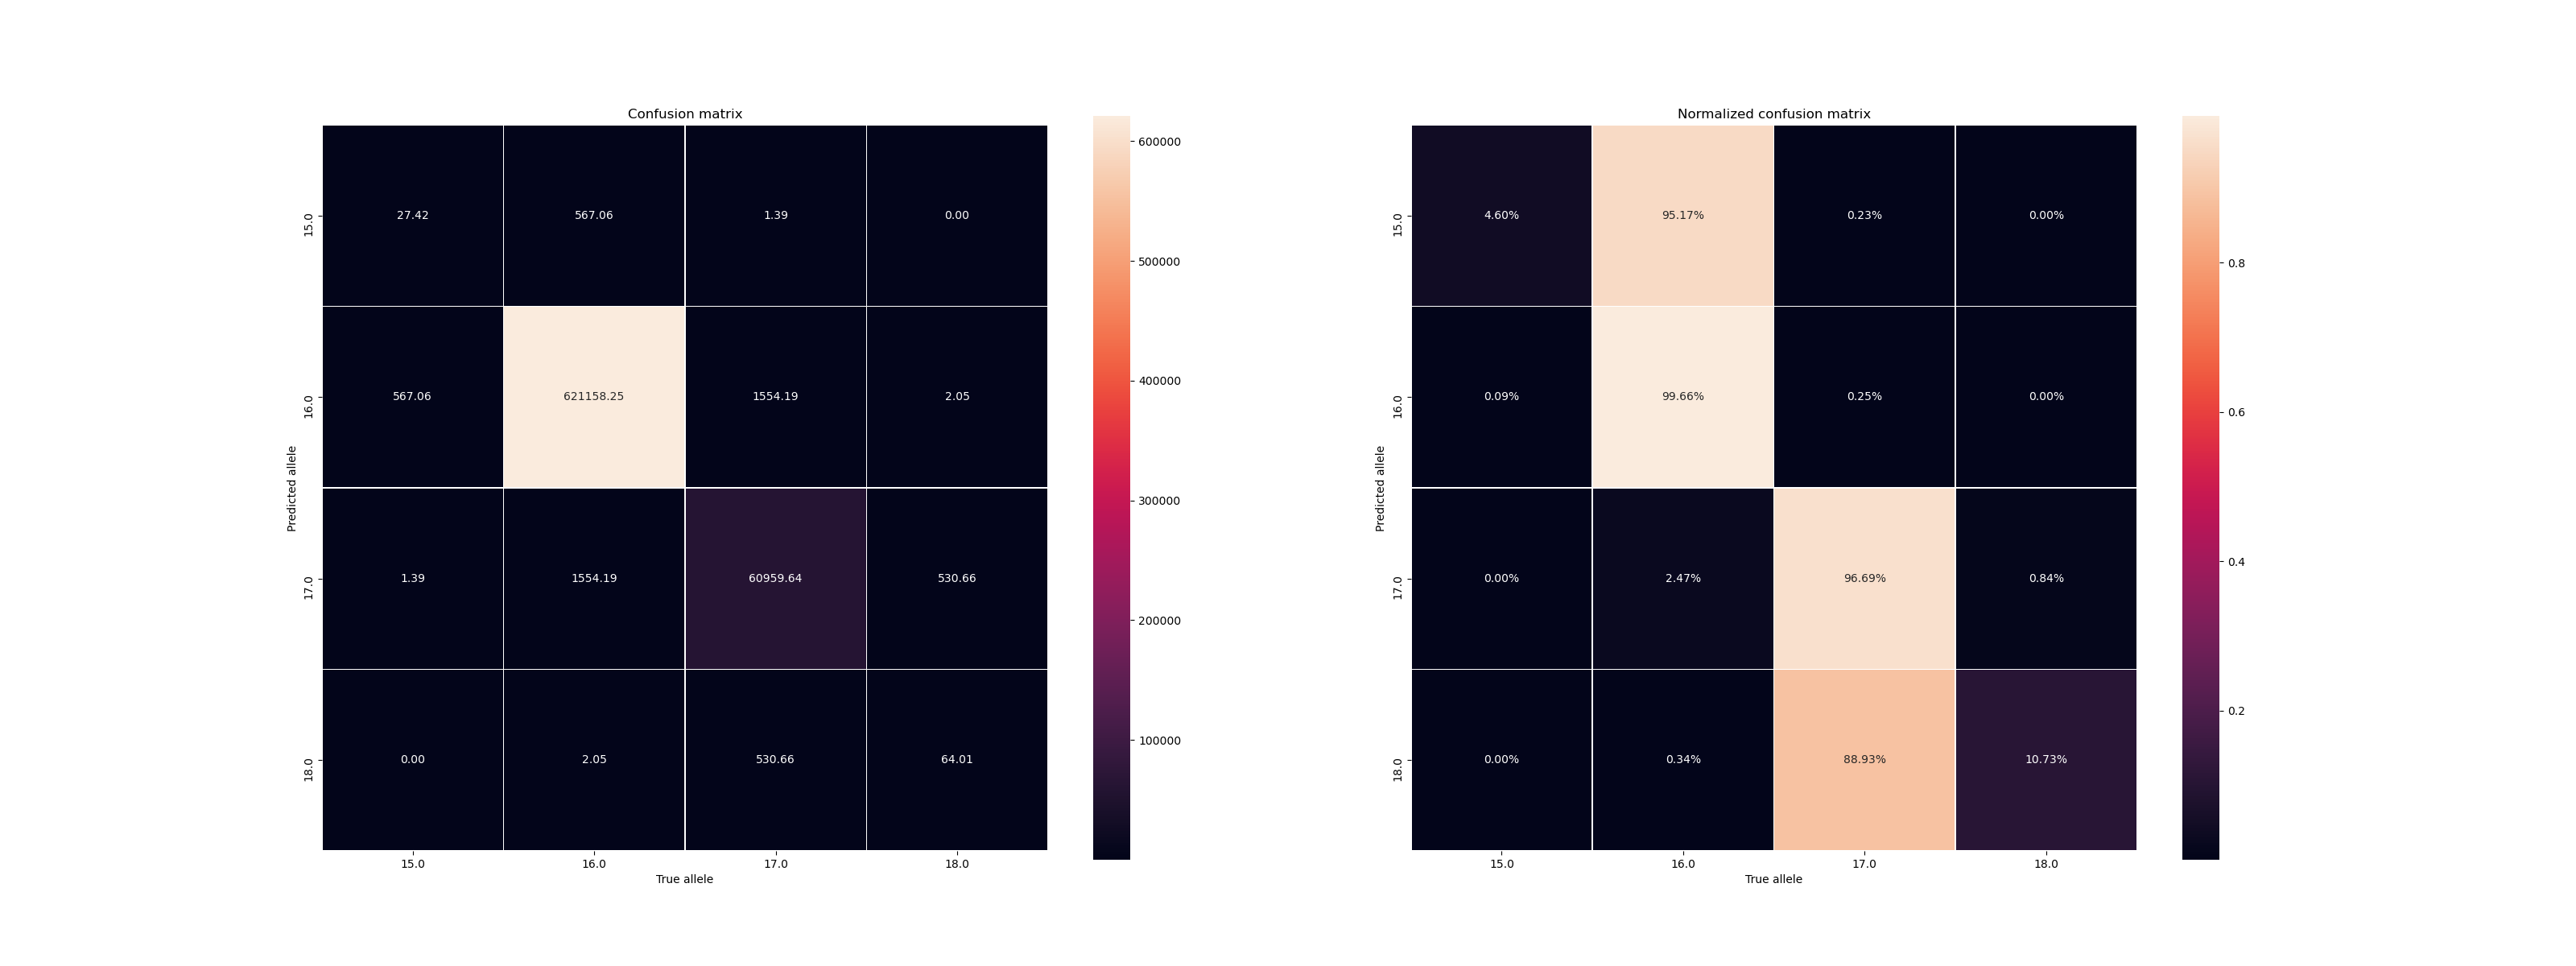 Confusion matrix
15.0
27.42 567.06 1.39 0.00
16.0
567.06 621158.25 1554.19 2.05
17.0
1.39 1554.19 60959.64 530.66
18.0
0.00 2.05 530.66 64.01
15.0 16.0 17.0 18.0
True allele
Predicted allele
600000
500000
400000
300000
200000
100000
Normalized confusion matrix
15.0
4.60% 95.17% 0.23% 0.00%
16.0
0.09% 99.66% 0.25% 0.00%
17.0
0.00% 2.47% 96.69% 0.84%
18.0
0.00% 0.34% 88.93% 10.73%
15.0 16.0 17.0 18.0
True allele
Predicted allele
0.8
0.6
0.4
0.2